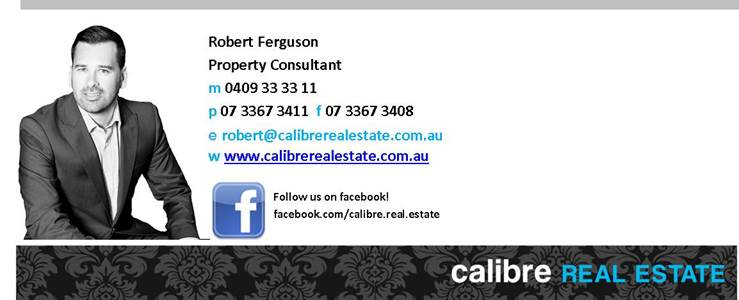 Robert Ferguson
Property Consultant
m 0409 33 33 11
p 07 3367 3411 f 07 3367 3408
e robert@calibrerealestate.com.au
w www.calibrerealestate.com.au
f
Follow us on facebook!
facebook.com/calibre.real.estate
calibre REAL ESTATE